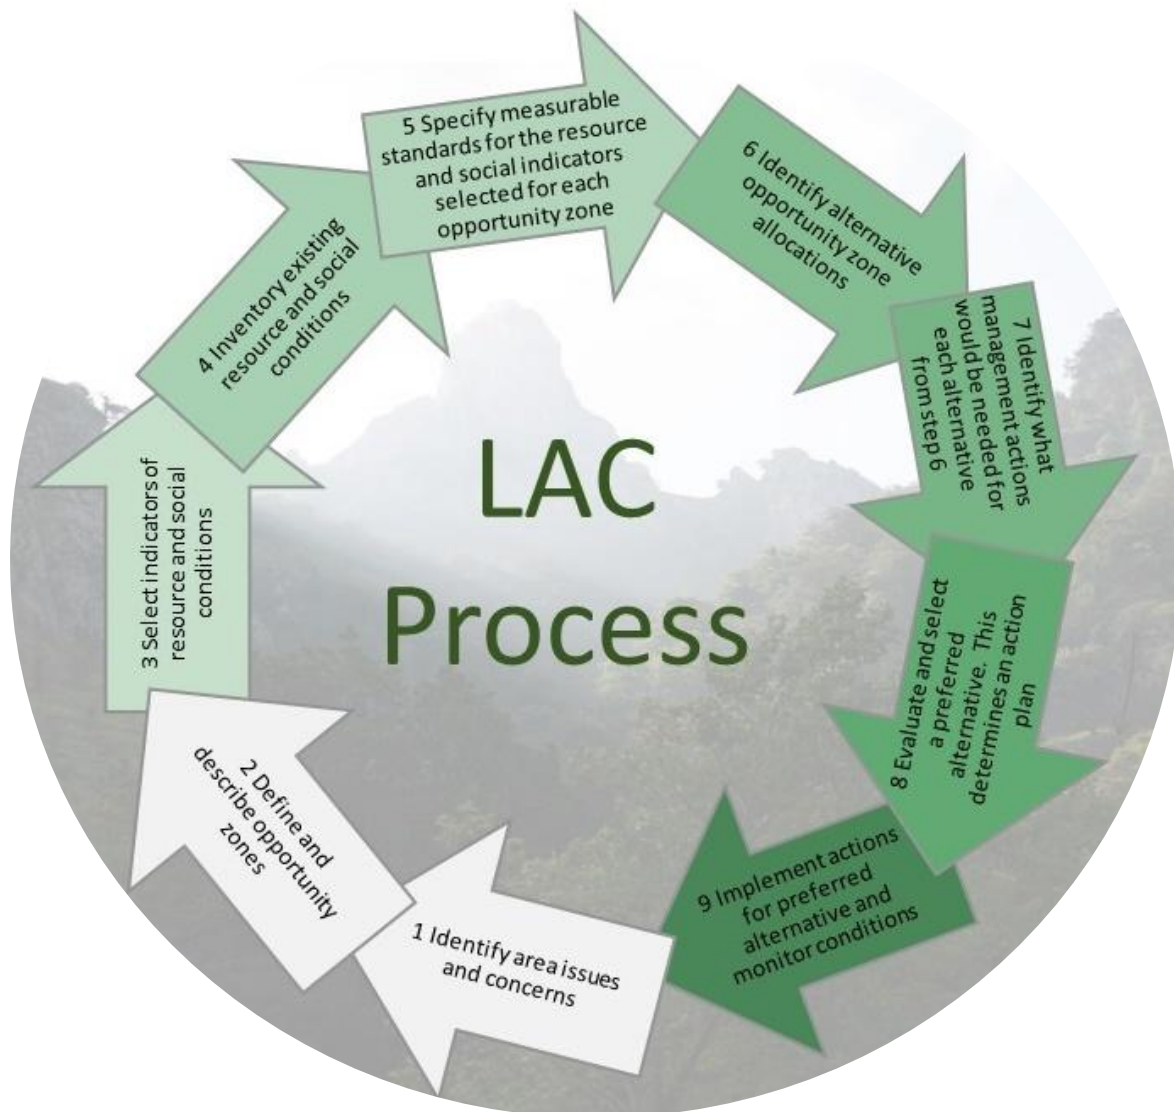 LAC
Process
1 Identify area issues
and concerns
2 Define and
describe opportunity
zones
3 Select indicators of
resource and social
conditions
4 Inventory existing
resource and social
conditions
5 Specify measurable
standards for the resource
and social indicators
selected for each
opportunity zone
6 Identify alternative
opportunity zone
allocations
7 Identify what
management actions
would be needed for
each alternative
from step 6
8 Evaluate and select
a preferred
alternative. This
determines an action
plan
9 Implement actions
for preferred
alternative and
monitor conditions